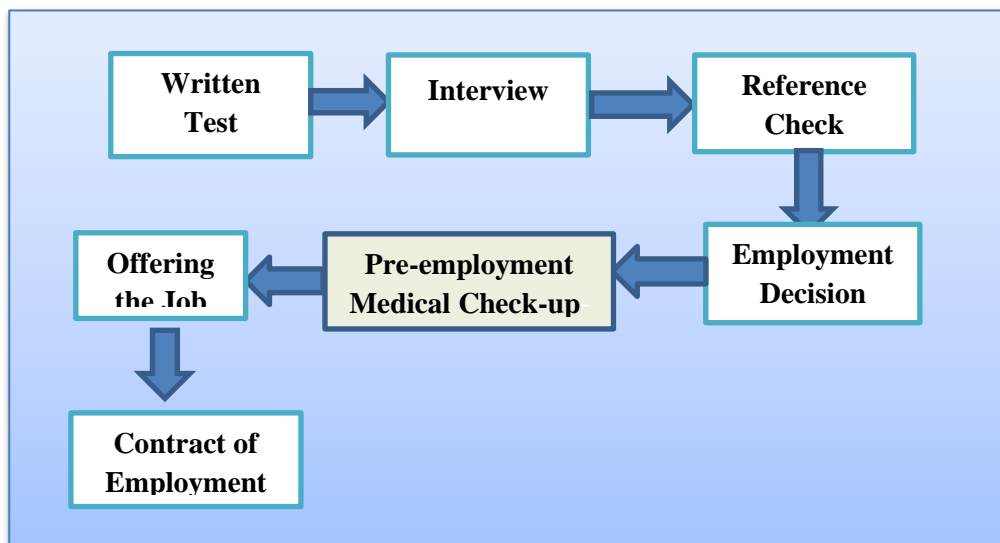 Written
Test
Interview
Reference
Check
Employment
Decision
Pre-employment
Medical Check-up
Offering
the Job
Contract of
Employment